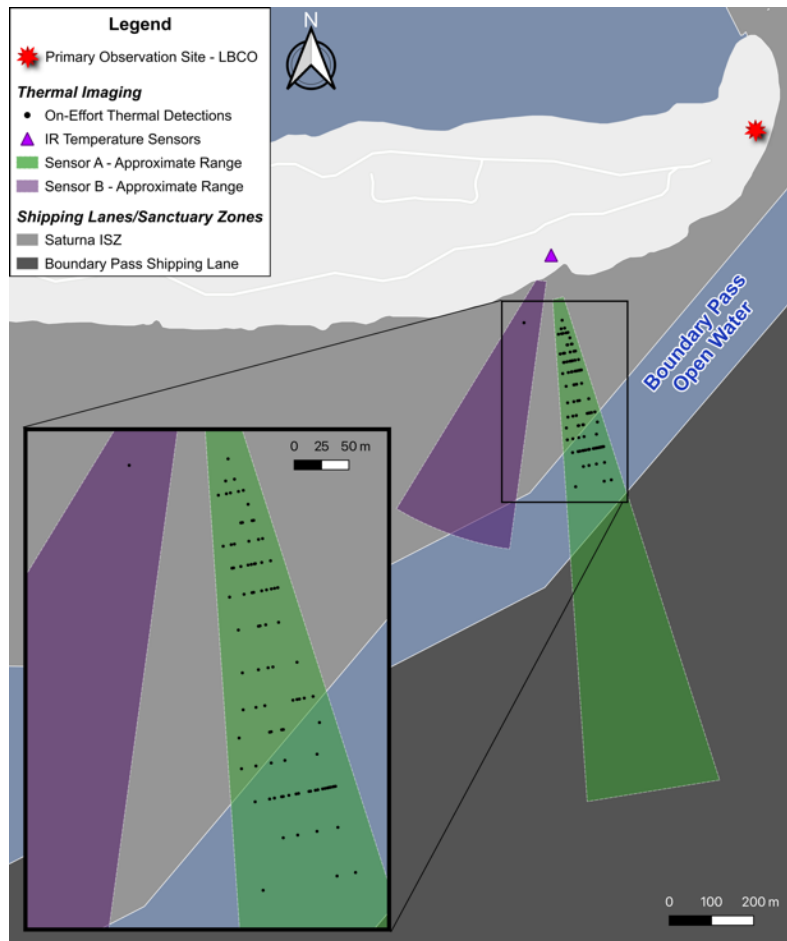 Legend
Primary Observation Site - LBCO
Thermal Imaging
On-Effort Thermal Detections
IR Temperature Sensors
Sensor A - Approximate Range
Sensor B - Approximate Range
Shipping Lanes/Sanctuary Zones
Saturna ISZ
Boundary Pass Shipping Lane
N
Boundary Pass
Open Water
0 25 50 m
0 100 200 m